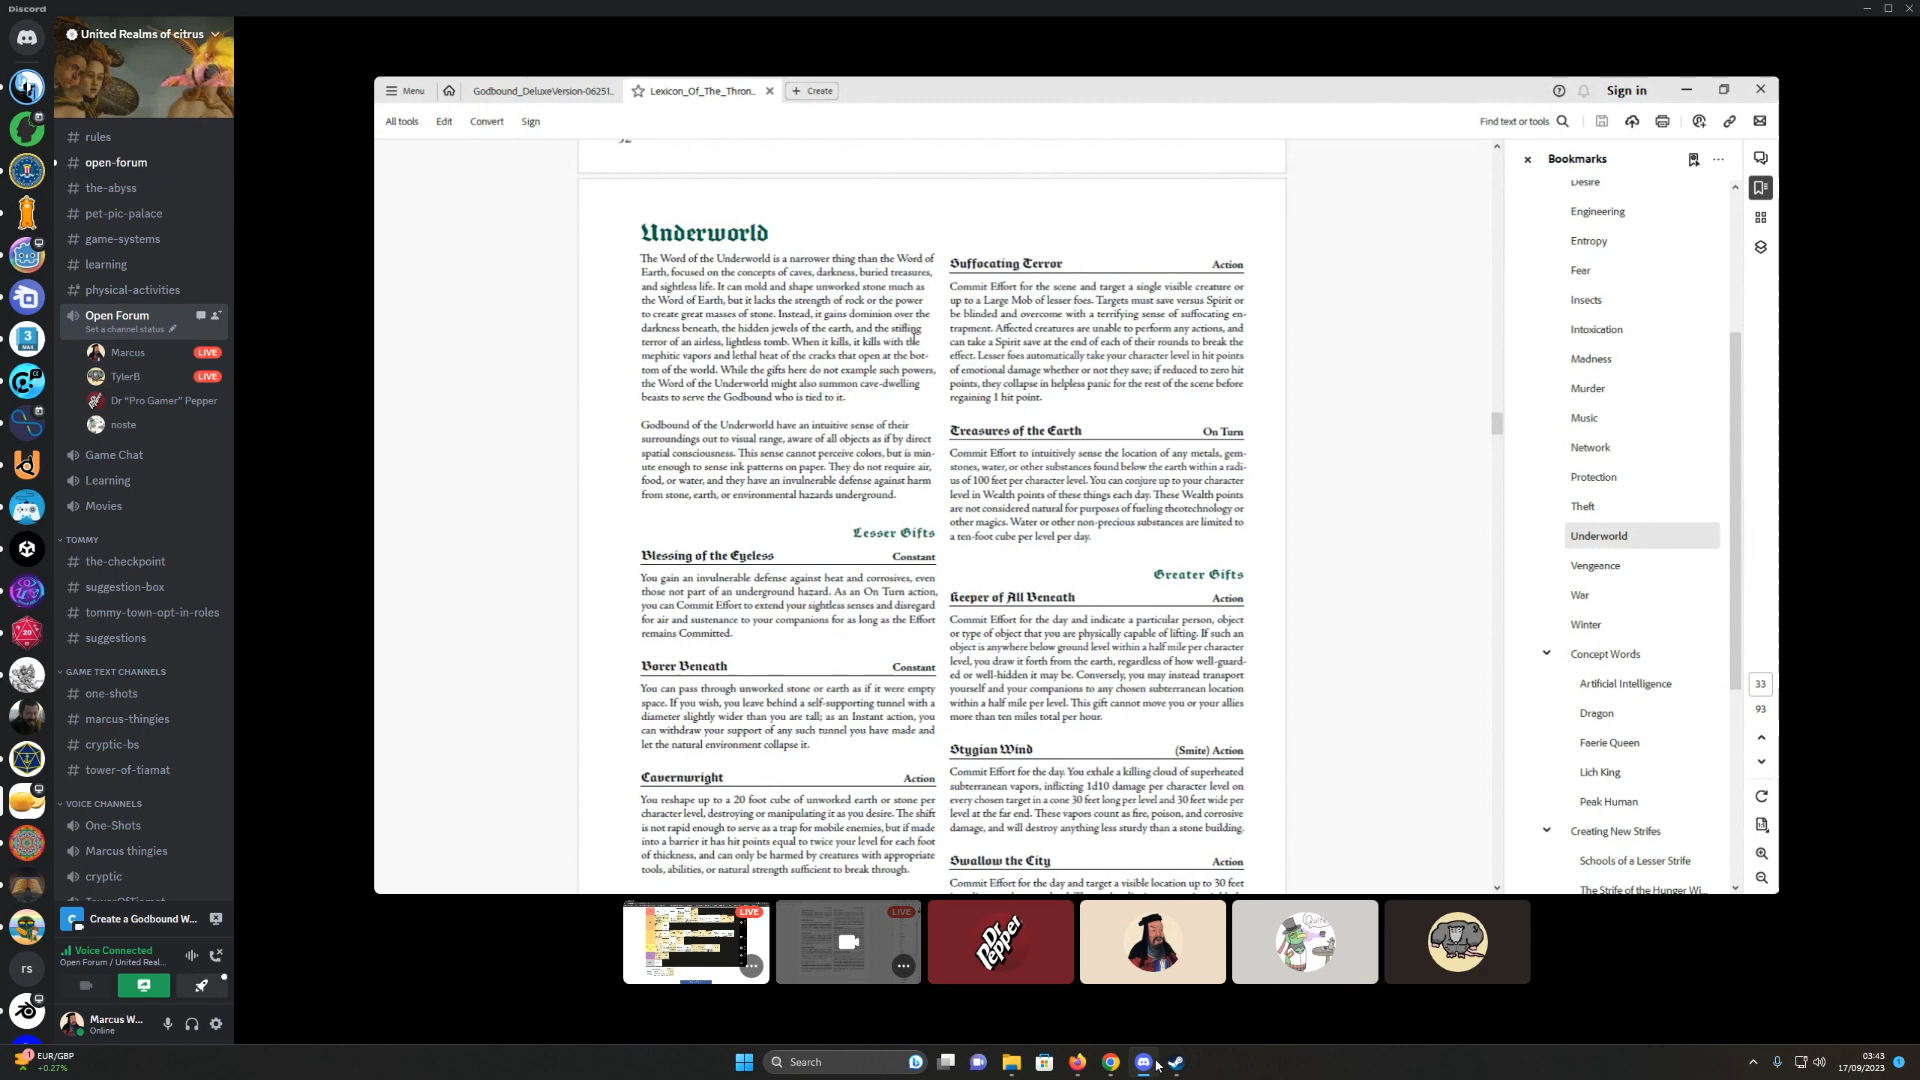 Discord
United Realms of citrus
rules
open-forum
the-abyss
pet-pic-palace
game-systems
learning
physical-activities
Open Forum
Set a channel status
Marcus LIVE
TylerB LIVE
Dr "Pro Gamer" Pepper
noste
Game Chat
Learning
Movies
TOMMY
the-checkpoint
suggestion-box
tommy-town-opt-in-roles
suggestions
GAME TEXT CHANNELS
one-shots
marcus-thingies
cryptic-bs
tower-of-tiamat
VOICE CHANNELS
One-Shots
Marcus thingies
cryptic
TowerOfTiamat
Create a Godbound W...
Voice Connected
Open Forum / United Real...
Marcus W...
Online
rs
Menu
Godbound_DeluxeVersion-06251...
Lexicon_Of_The_Thron...
Create
Sign in
All tools Edit Convert Sign
Find text or tools
32
Underworld
The Word of the Underworld is a narrower thing than the Word of
Earth, focused on the concepts of caves, darkness, buried treasures,
and sightless life. It can mold and shape unworked stone much as
the Word of Earth, but it lacks the strength of rock or the power
to create great masses of stone. Instead, it gains dominion over the
darkness beneath, the hidden jewels of the earth, and the stifling
terror of an airless, lightless tomb. When it kills, it kills with the
mephitic vapors and lethal heat of the cracks that open at the bot-
tom of the world. While the gifts here do not example such powers,
the Word of the Underworld might also summon cave-dwelling
beasts to serve the Godbound who is tied to it.
Godbound of the Underworld have an intuitive sense of their
surroundings out to visual range, aware of all objects as if by direct
spatial consciousness. This sense cannot perceive colors, but is min-
ute enough to sense ink patterns on paper. They do not require air,
food, or water, and they have an invulnerable defense against harm
from stone, earth, or environmental hazards underground.
Lesser Gifts
Blessing of the Eyeless Constant
You gain an invulnerable defense against heat and corrosives, even
those not part of an underground hazard. As an On Turn action,
you can Commit Effort to extend your sightless senses and disregard
for air and sustenance to your companions for as long as the Effort
remains Committed.
Borer Beneath Constant
You can pass through unworked stone or earth as if it were empty
space. If you wish, you leave behind a self-supporting tunnel with a
diameter slightly wider than you are tall; as an Instant action, you
can withdraw your support of any such tunnel you have made and
let the natural environment collapse it.
Cavernwright Action
You reshape up to a 20 foot cube of unworked earth or stone per
character level, destroying or manipulating it as you desire. The shift
is not rapid enough to serve as a trap for mobile enemies, but if made
into a barrier it has hit points equal to twice your level for each foot
of thickness, and can only be harmed by creatures with appropriate
tools, abilities, or natural strength sufficient to break through.
Suffocating Terror Action
Commit Effort for the scene and target a single visible creature or
up to a Large Mob of lesser foes. Targets must save versus Spirit or
be blinded and overcome with a terrifying sense of suffocating en-
trapment. Affected creatures are unable to perform any actions, and
can take a Spirit save at the end of each of their rounds to break the
effect. Lesser foes automatically take your character level in hit points
of emotional damage whether or not they save; if reduced to zero hit
points, they collapse in helpless panic for the rest of the scene before
regaining 1 hit point.
Treasures of the Earth On Turn
Commit Effort to intuitively sense the location of any metals, gem-
stones, water, or other substances found below the earth within a radi-
us of 100 feet per character level. You can conjure up to your character
level in Wealth points of these things each day. These Wealth points
are not considered natural for purposes of fueling theotechnology or
other magics. Water or other non-precious substances are limited to
a ten-foot cube per level per day.
Greater Gifts
Keeper of All Beneath Action
Commit Effort for the day and indicate a particular person, object
or type of object that you are physically capable of lifting. If such an
object is anywhere below ground level within a half mile per character
level, you draw it forth from the earth, regardless of how well-guard-
ed or well-hidden it may be. Conversely, you may instead transport
yourself and your companions to any chosen subterranean location
within a half mile per level. This gift cannot move you or your allies
more than ten miles total per hour.
Stygian Wind (Smite) Action
Commit Effort for the day. You exhale a killing cloud of superheated
subterranean vapors, inflicting 1d10 damage per character level on
every chosen target in a cone 30 feet long per level and 30 feet wide per
level at the far end. These vapors count as fire, poison, and corrosive
damage, and will destroy anything less sturdy than a stone building.
Swallow the City Action
Commit Effort for the day and target a visible location up to 30 feet
Bookmarks
Desire
Engineering
Entropy
Fear
Insects
Intoxication
Madness
Murder
Music
Network
Protection
Theft
Underworld
Vengeance
War
Winter
Concept Words
Artificial Intelligence
Dragon
Faerie Queen
Lich King
Peak Human
Creating New Strifes
Schools of a Lesser Strife
The Strife of the Hunger Wi...
33
93
LIVE
LIVE
Dr Pepper
Quite
EUR/GBP
+0.27%
Search
03:43
17/09/2023